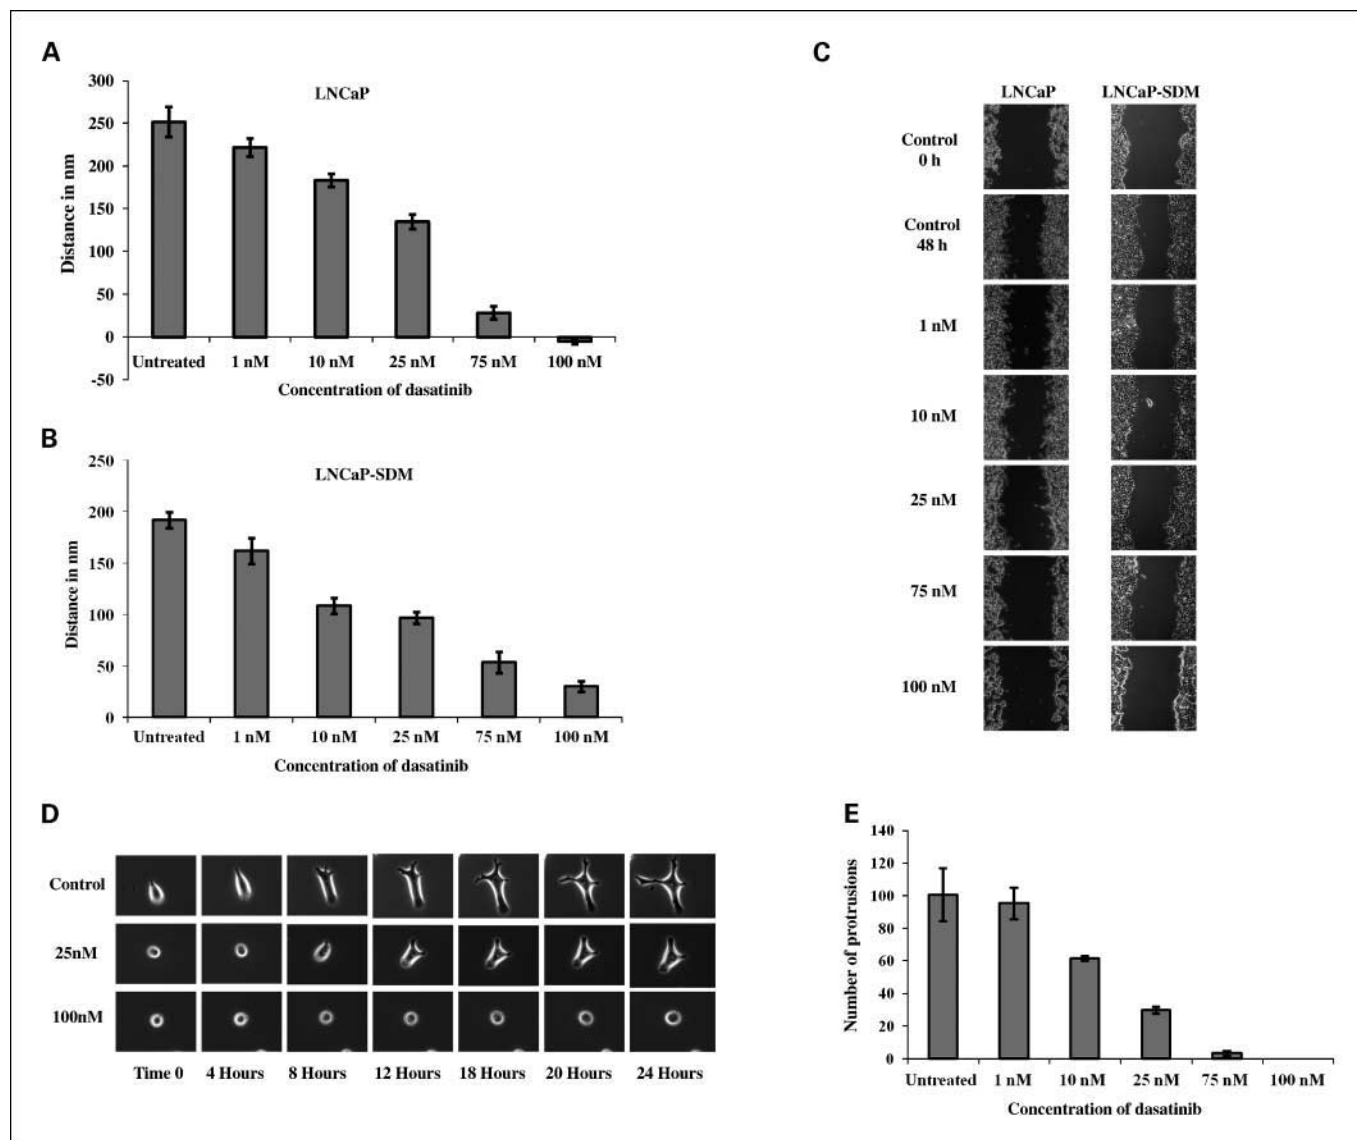 A
LNCaP
300
250
200
150
100
50
0
-50
Distance in nm
Untreated 1 nM 10 nM 25 nM 75 nM 100 nM
Concentration of dasatinib
B
LNCaP-SDM
250
200
150
100
50
0
Distance in nm
Untreated 1 nM 10 nM 25 nM 75 nM 100 nM
Concentration of dasatinib
C
LNCaP LNCaP-SDM
Control
0 h
Control
48 h
1 nM
10 nM
25 nM
75 nM
100 nM
D
Control
25nM
100nM
Time 0 4 Hours 8 Hours 12 Hours 18 Hours 20 Hours 24 Hours
E
140
120
100
80
60
40
20
0
Number of protrusions
Untreated 1 nM 10 nM 25 nM 75 nM 100 nM
Concentration of dasatinib